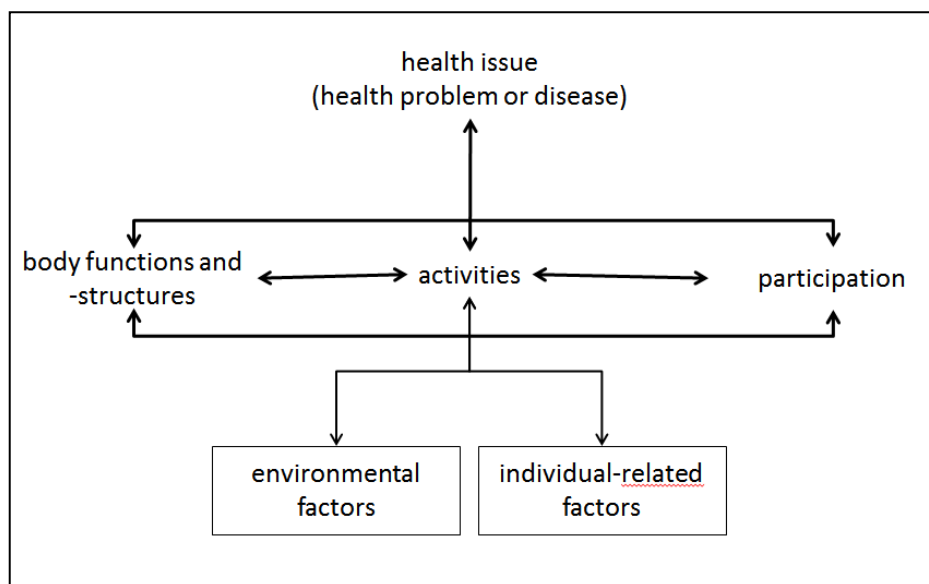 health issue
(health problem or disease)
body functions and
-structures
activities
participation
environmental
factors
individual-related
factors